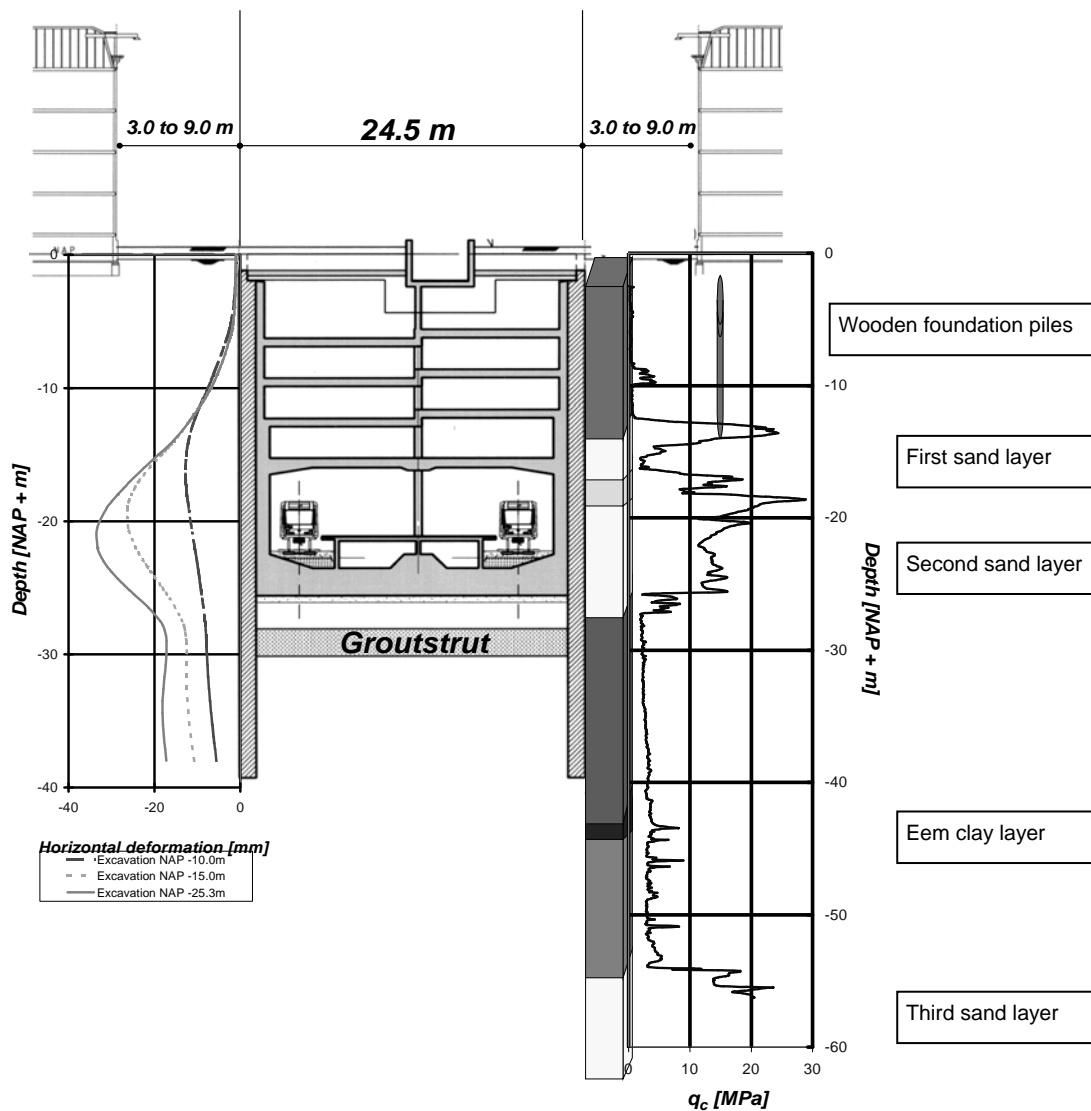 3.0 to 9.0 m
24.5 m
3.0 to 9.0 m
NAP
0
-10
-20
-30
-40
Depth [NAP + m]
-40
-20
0
Horizontal deformation [mm]
Excavation NAP -10.0m
Excavation NAP -15.0m
Excavation NAP -25.3m
Groutstrut
0
-10
-20
-30
-40
-50
-60
Depth [NAP + m]
0
10
20
30
qc [MPa]
Wooden foundation piles
First sand layer
Second sand layer
Eem clay layer
Third sand layer